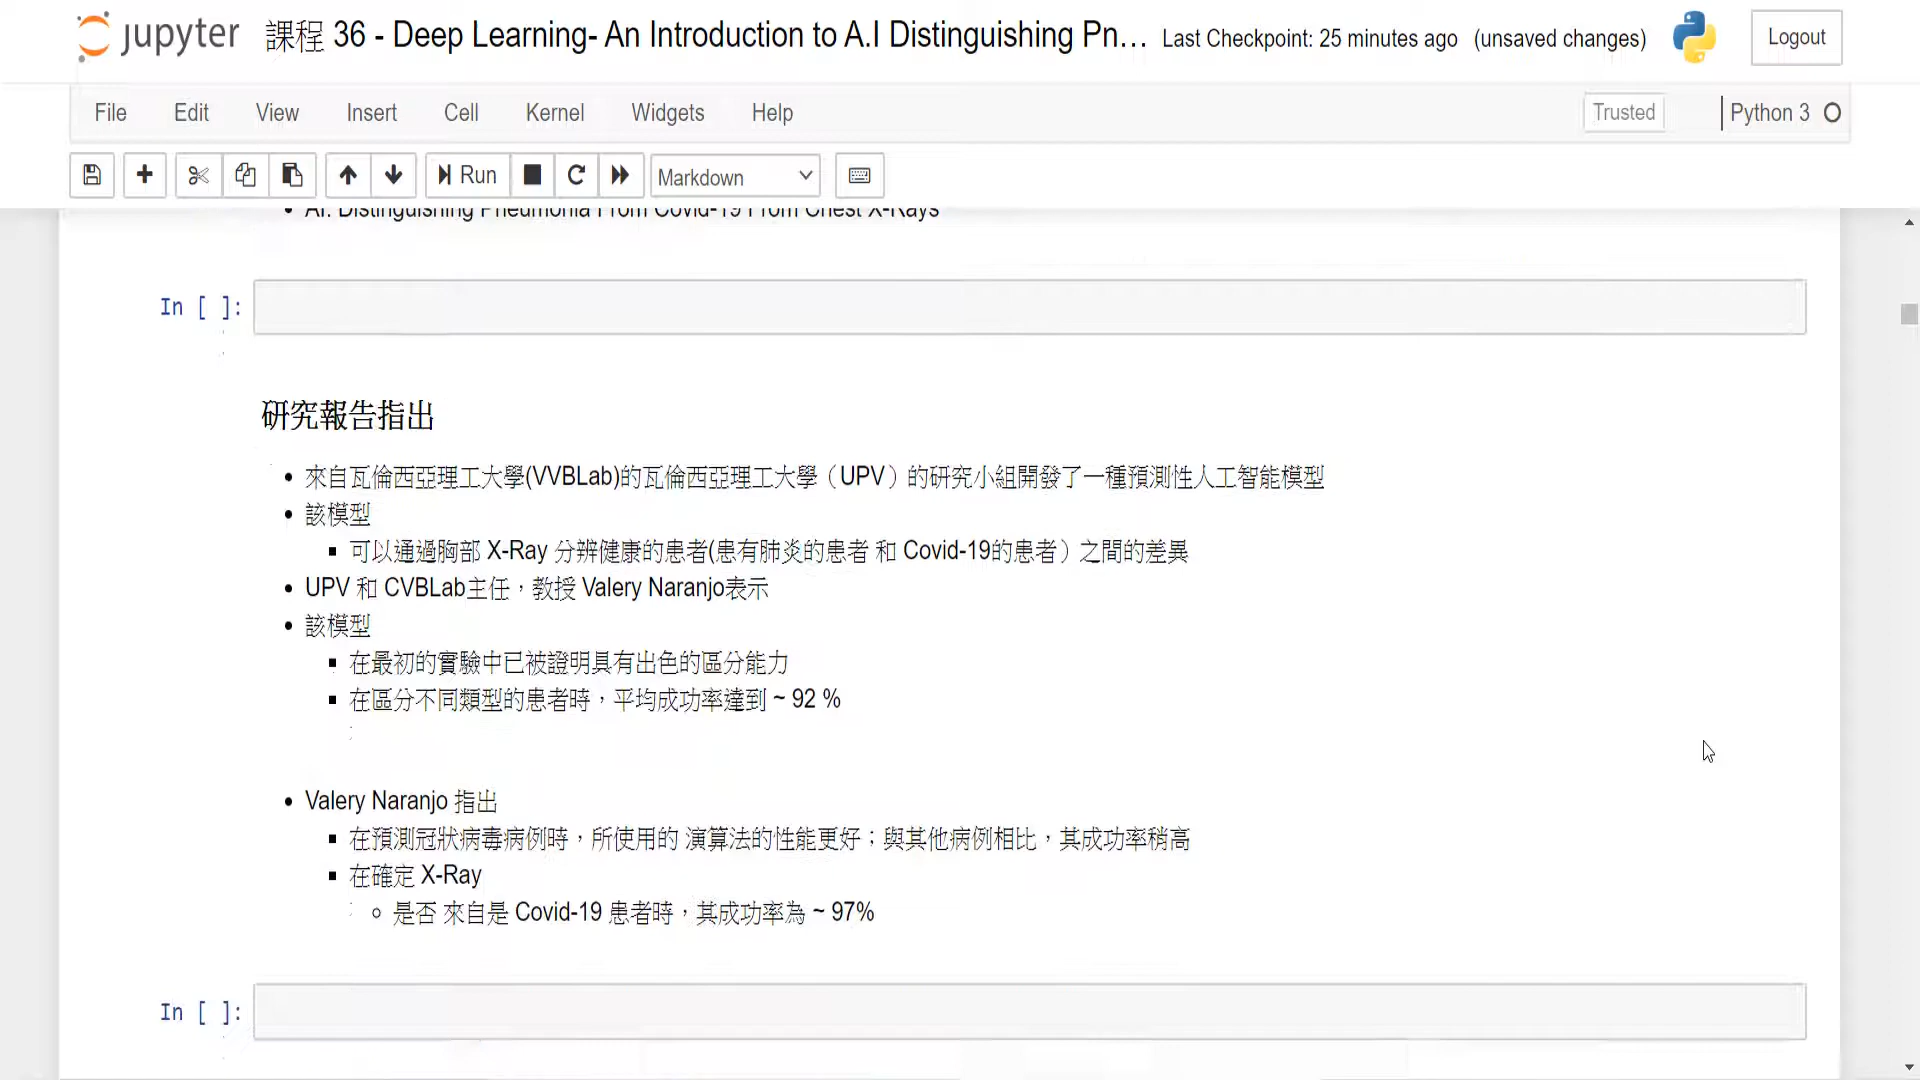 jupyter 課程 36 - Deep Learning- An Introduction to A.I Distinguishing Pn... Last Checkpoint: 25 minutes ago (unsaved changes) Logout
File Edit View Insert Cell Kernel Widgets Help Trusted Python 3
Run Markdown
AI: Distinguishing Pneumonia From Covid-19 From Chest X-Rays
In [ ]:
研究報告指出
來自瓦倫西亞理工大學(VVBLab)的瓦倫西亞理工大學（UPV）的研究小組開發了一種預測性人工智能模型
該模型
可以通過胸部 X-Ray 分辨健康的患者(患有肺炎的患者 和 Covid-19的患者）之間的差異
UPV 和 CVBLab主任，教授 Valery Naranjo表示
該模型
在最初的實驗中已被證明具有出色的區分能力
在區分不同類型的患者時，平均成功率達到 ~ 92 %
Valery Naranjo 指出
在預測冠狀病毒病例時，所使用的 演算法的性能更好；與其他病例相比，其成功率稍高
在確定 X-Ray
是否 來自是 Covid-19 患者時，其成功率為 ~ 97%
In [ ]: